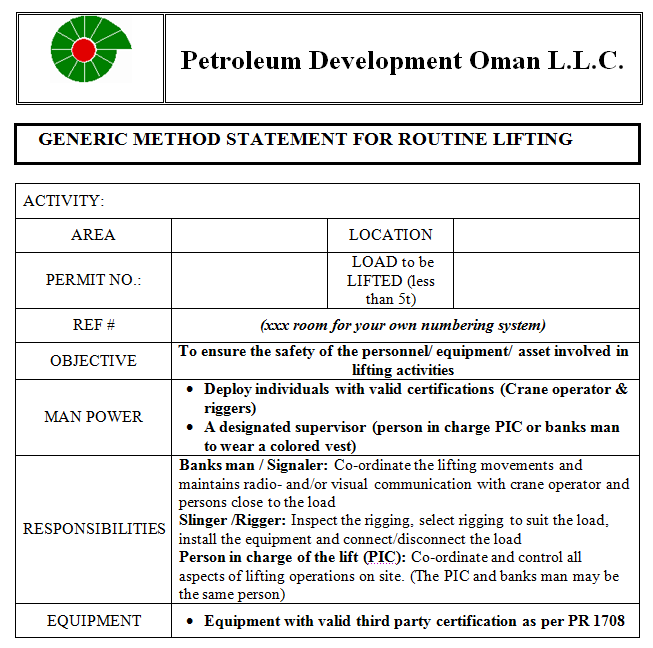 Petroleum Development Oman L.L.C.
GENERIC METHOD STATEMENT FOR ROUTINE LIFTING
ACTIVITY:
AREA
LOCATION
PERMIT NO.:
LOAD to be
LIFTED (less
than 5t)
REF #
(xxx room for your own numbering system)
OBJECTIVE
To ensure the safety of the personnel/ equipment/ asset involved in
lifting activities
MAN POWER
• Deploy individuals with valid certifications (Crane operator &
riggers)
• A designated supervisor (person in charge PIC or banks man
to wear a colored vest)
RESPONSIBILITIES
Banks man / Signaler: Co-ordinate the lifting movements and
maintains radio- and/or visual communication with crane operator and
persons close to the load
Slinger /Rigger: Inspect the rigging, select rigging to suit the load,
install the equipment and connect/disconnect the load
Person in charge of the lift (PIC): Co-ordinate and control all
aspects of lifting operations on site. (The PIC and banks man may be
the same person)
EQUIPMENT
• Equipment with valid third party certification as per PR 1708